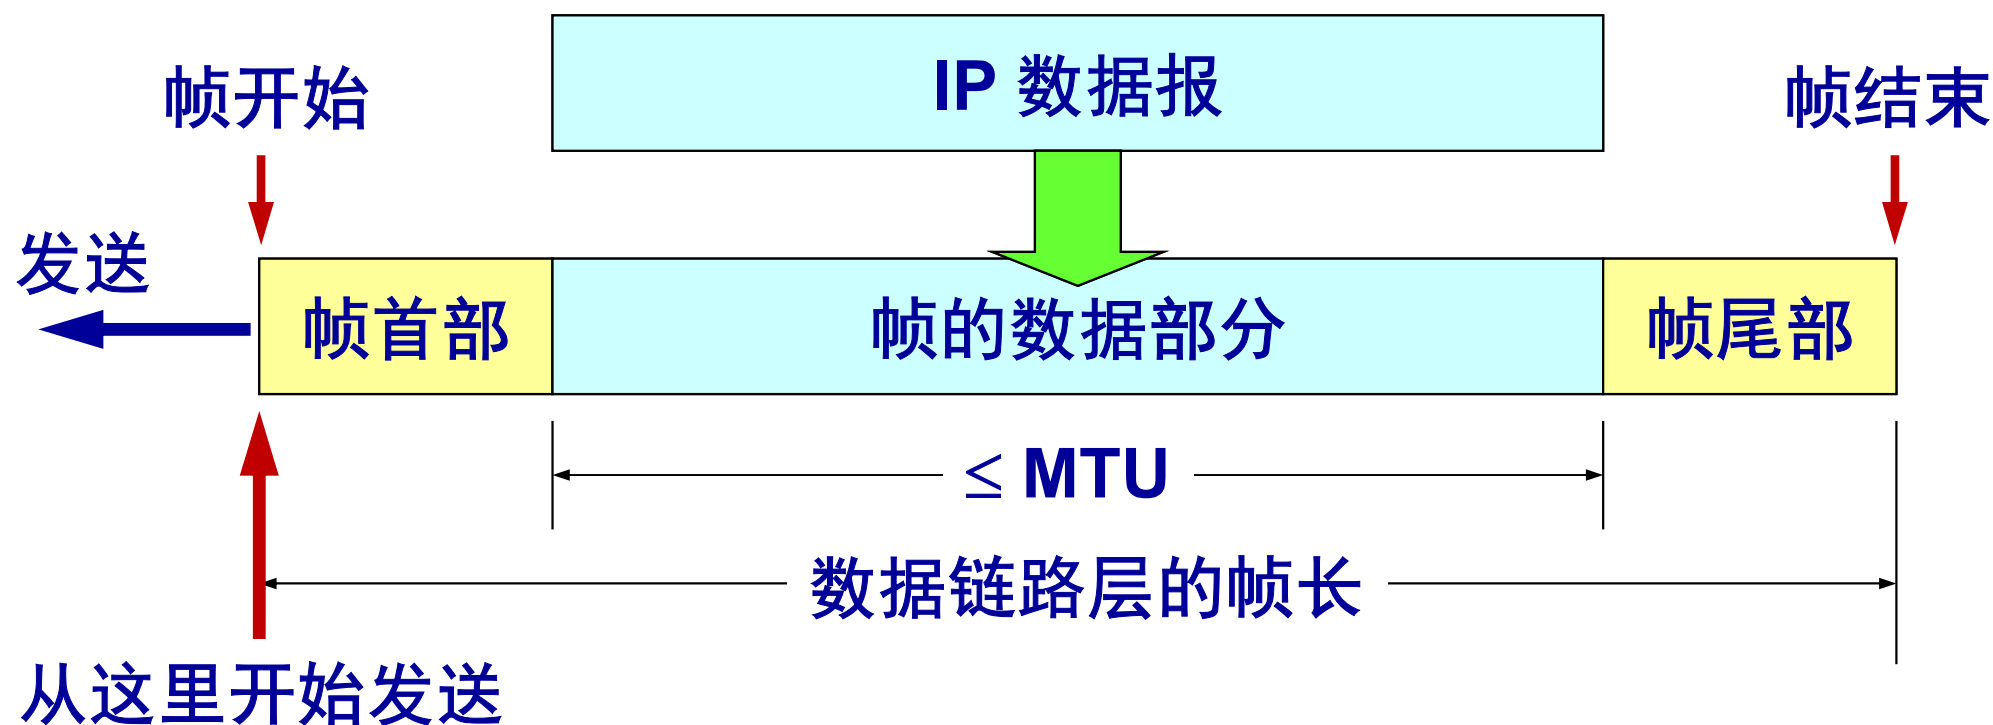 IP 数据报
帧开始
帧结束
发送
帧首部
帧的数据部分
帧尾部
≤ MTU
数据链路层的帧长
从这里开始发送